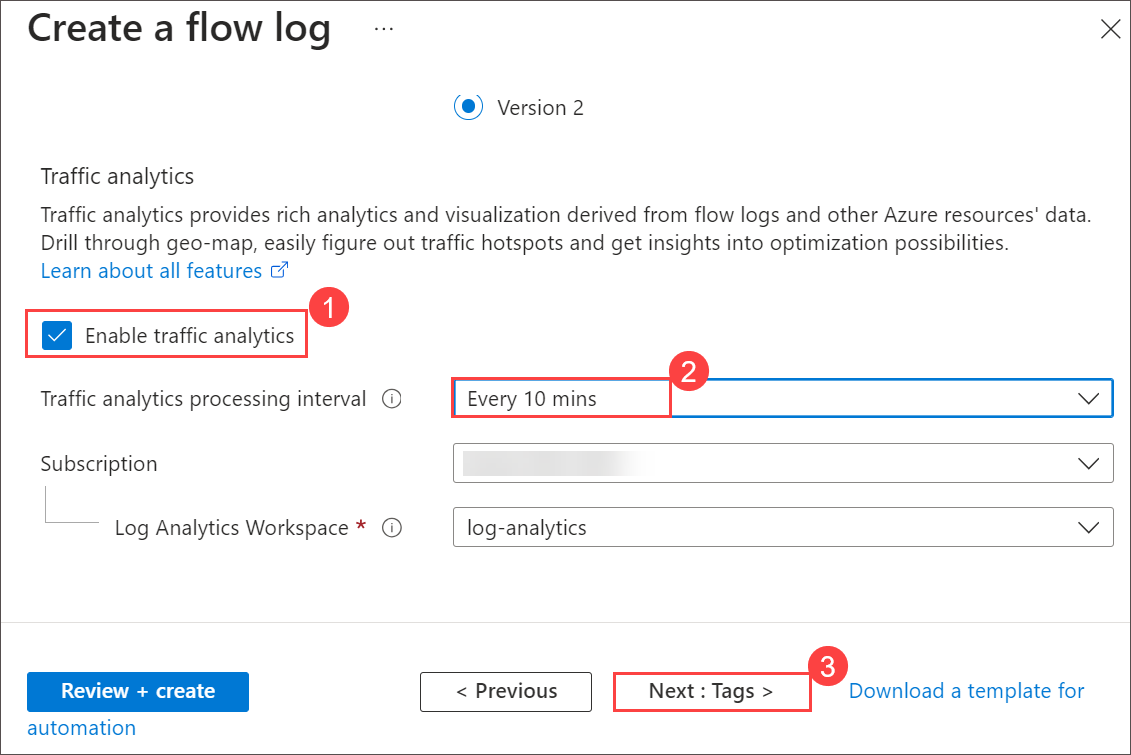 Create a flow log ...
Version 2
Traffic analytics
Traffic analytics provides rich analytics and visualization derived from flow logs and other Azure resources' data.
Drill through geo-map, easily figure out traffic hotspots and get insights into optimization possibilities.
Learn about all features
1
Enable traffic analytics
2
Traffic analytics processing interval Every 10 mins
Subscription
Log Analytics Workspace * log-analytics
3
Review + create < Previous Next : Tags > Download a template for
automation